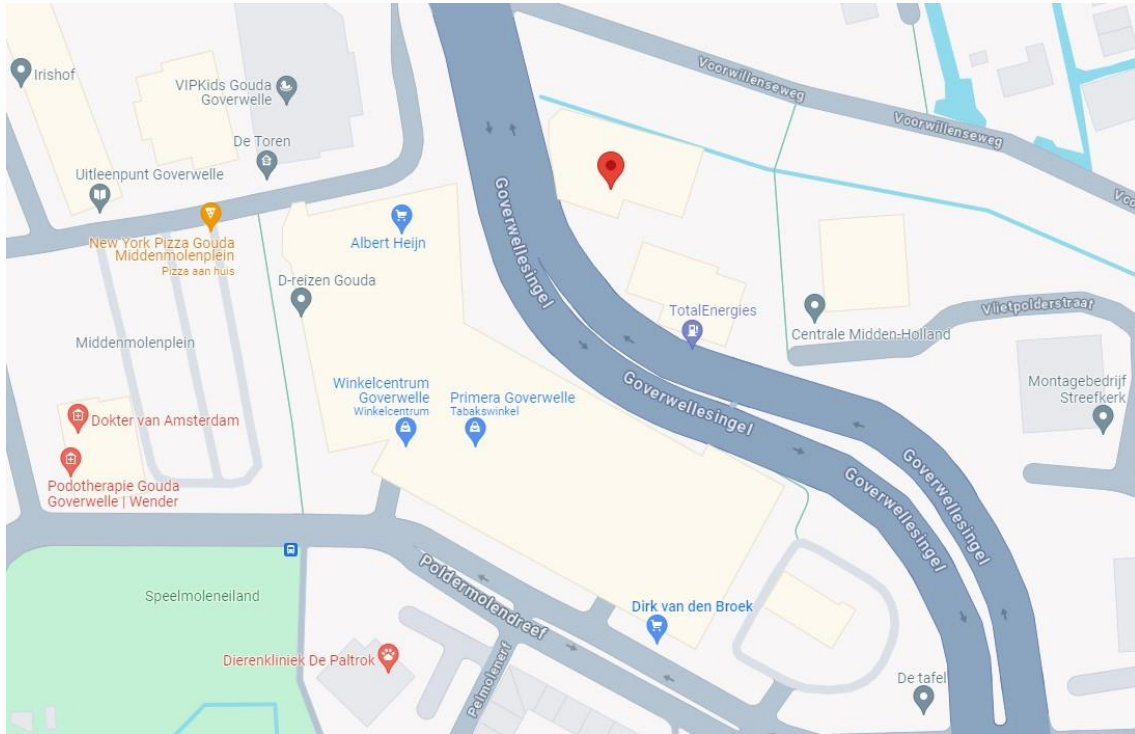 Irishof
VIPKids Gouda
Goverwelle
De Toren
Uitleenpunt Goverwelle
New York Pizza Gouda
Middenmolenplein
Pizza aan huis
Albert Heijn
D-reizen Gouda
Middenmolenplein
Winkelcentrum
Goverwelle
Winkelcentrum
Primera Goverwelle
Tabakswinkel
Dokter van Amsterdam
Podotherapie Gouda
Goverwelle | Wender
Speelmoleneiland
Dierenkliniek De Paltrok
Poldermolendreef
Pelmolenerf
Dirk van den Broek
De tafel
Goverwellesingel
Goverwellesingel
Goverwellesingel
Goverwellesingel
TotalEnergies
Centrale Midden-Holland
Vlietpolderstraat
Montagebedrijf
Streefkerk
Voorwillenseweg
Voorwillenseweg
Voo